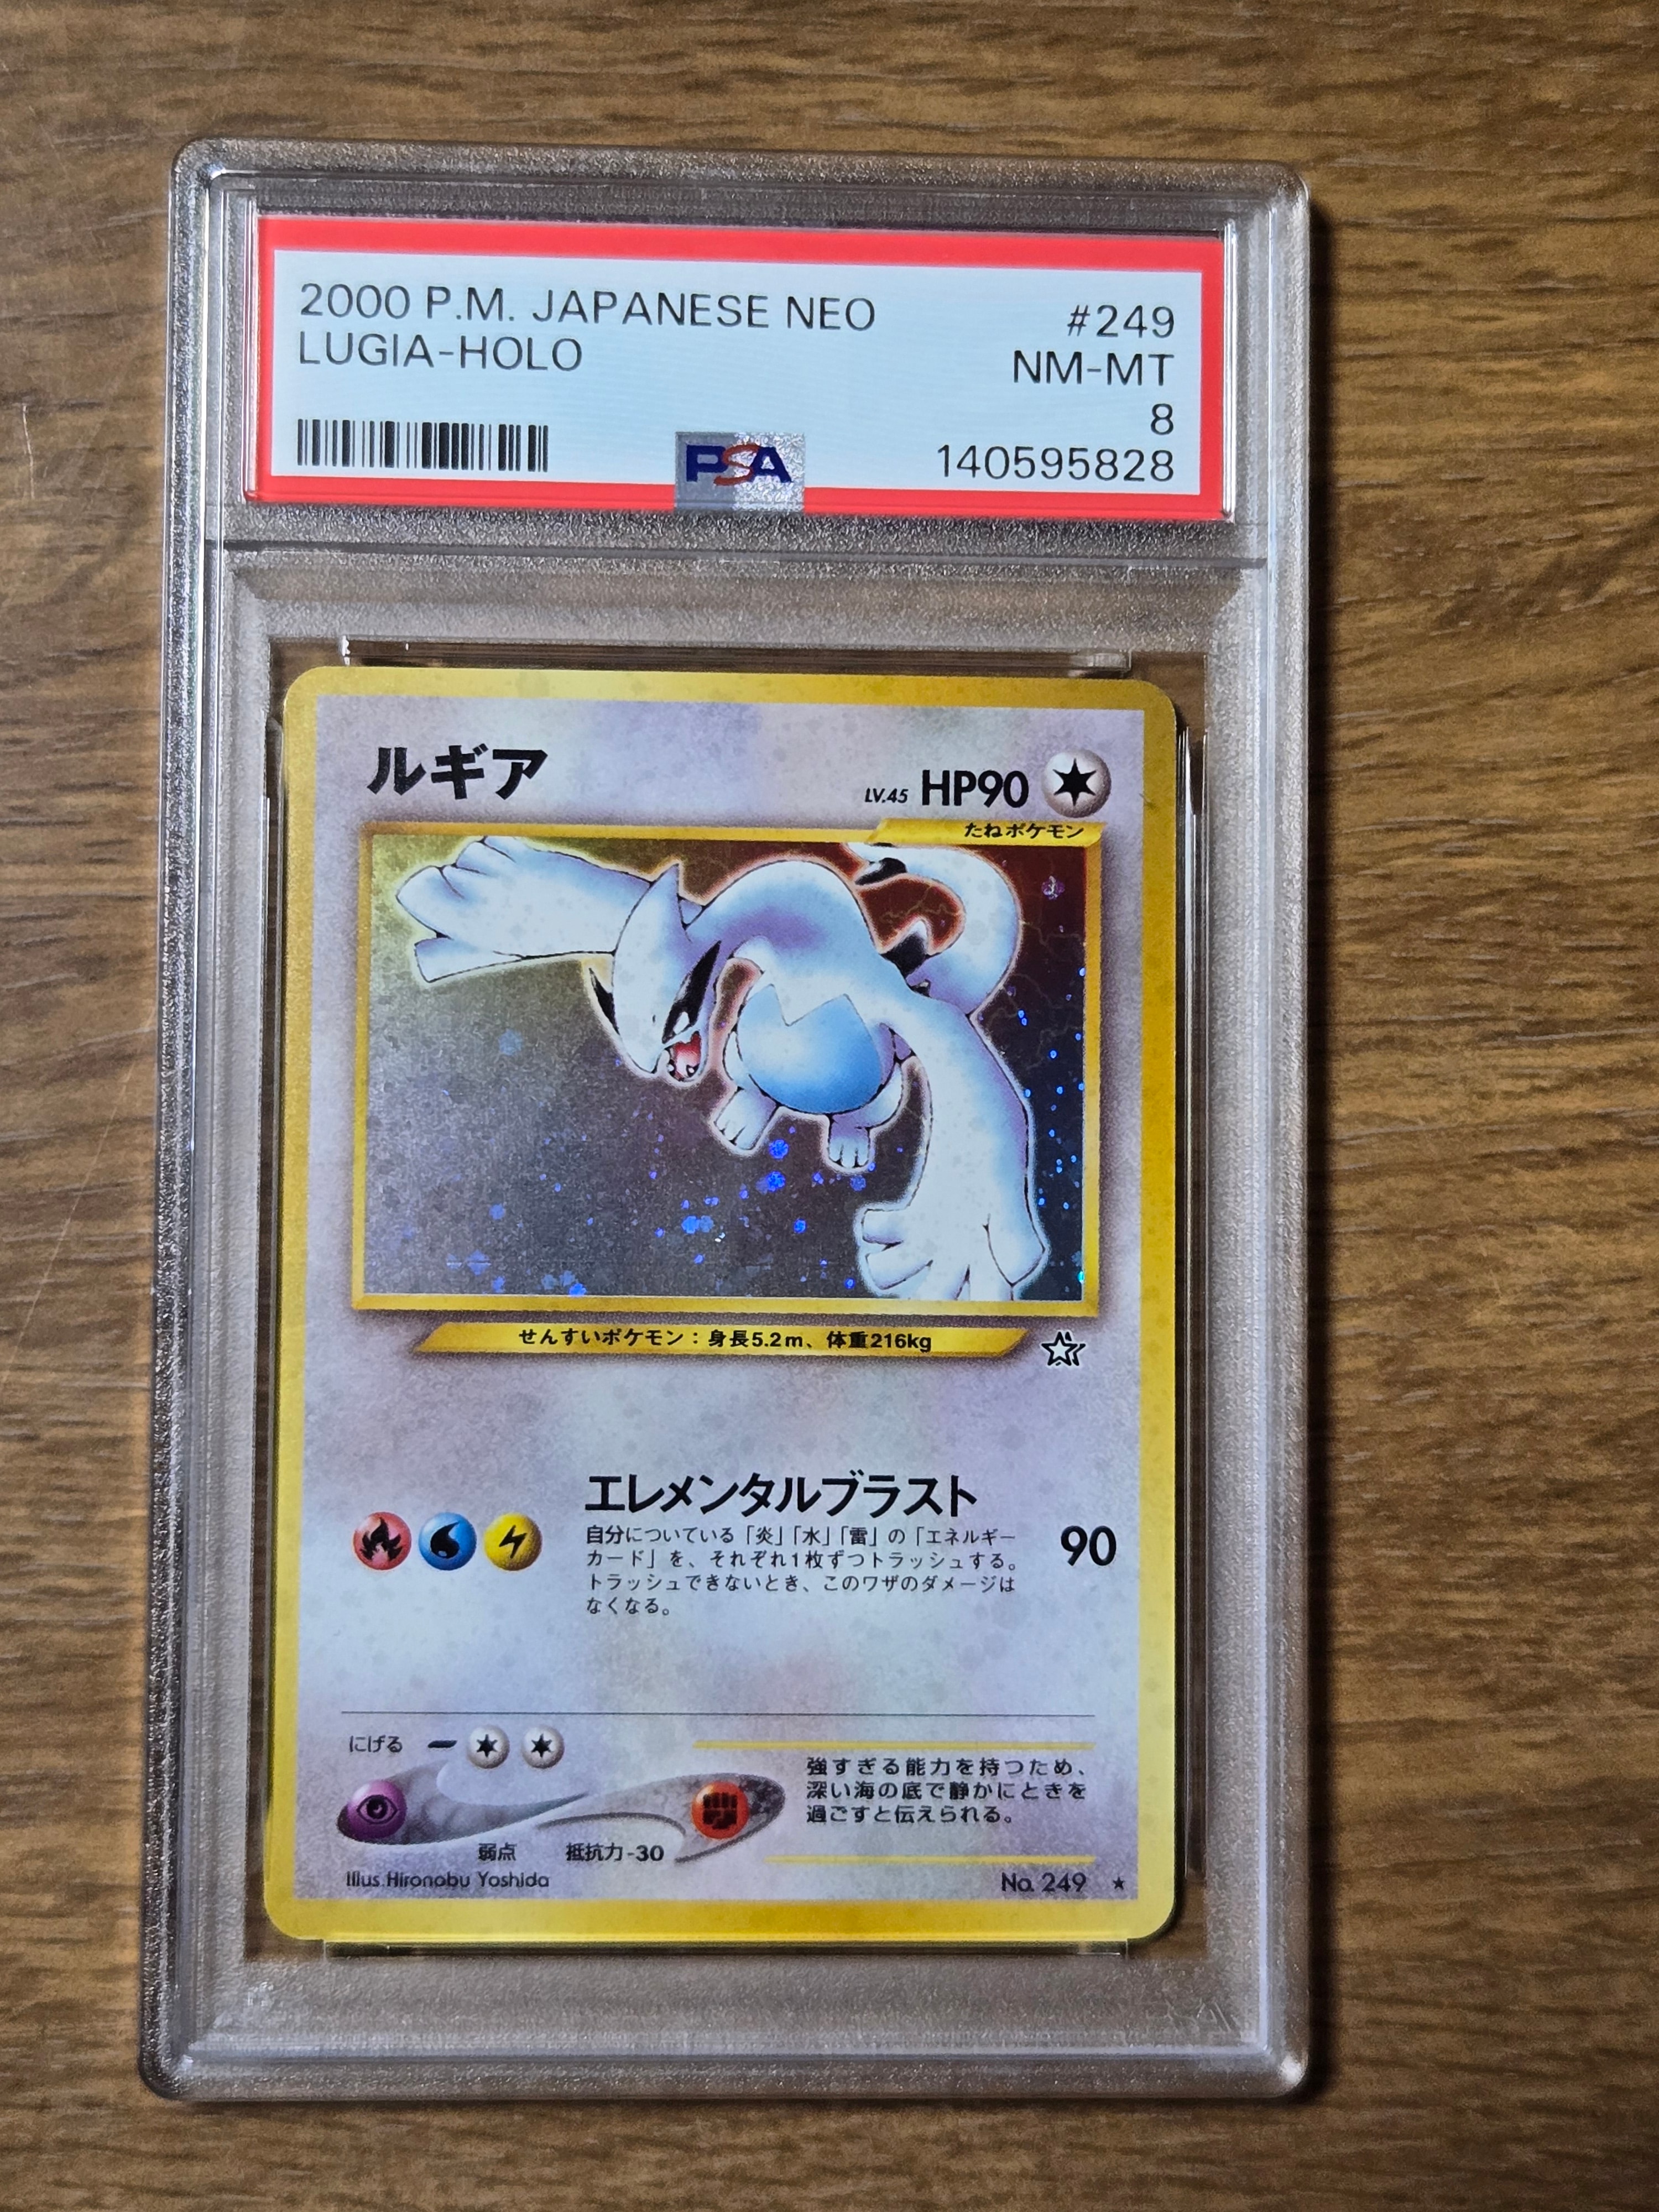 2000 P.M. JAPANESE NEO #249
LUGIA-HOLO NM-MT
8
PSA 140595828
ルギア LV.45 HP90
たねポケモン
せんすいポケモン：身長5.2m、体重216kg
エレメンタルブラスト
自分についている「炎」「水」「雷」の「エネルギー
カード」を、それぞれ1枚ずつトラッシュする。
トラッシュできないとき、このワザのダメージは
なくなる。
90
にげる
強すぎる能力を持つため、
深い海の底で静かにときを
過ごすと伝えられる。
弱点 抵抗力-30
Illus. Hironobu Yoshida No. 249 ★